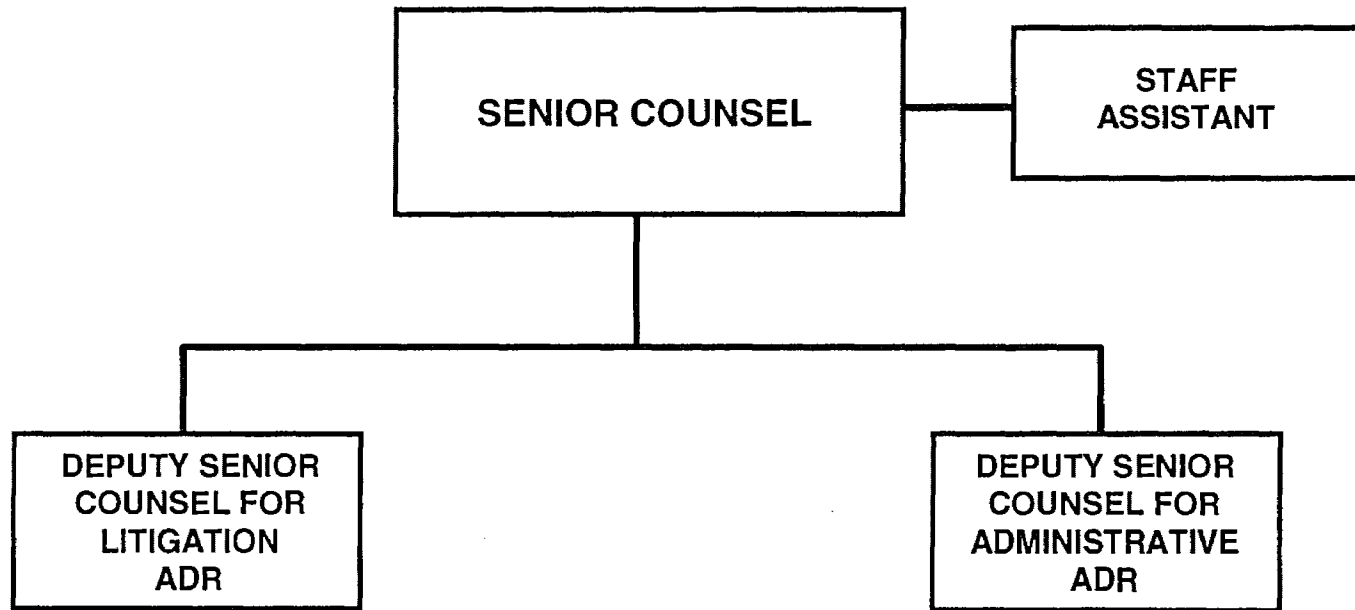 SENIOR COUNSEL
STAFF
ASSISTANT
DEPUTY SENIOR
COUNSEL FOR
LITIGATION
ADR
DEPUTY SENIOR
COUNSEL FOR
ADMINISTRATIVE
ADR